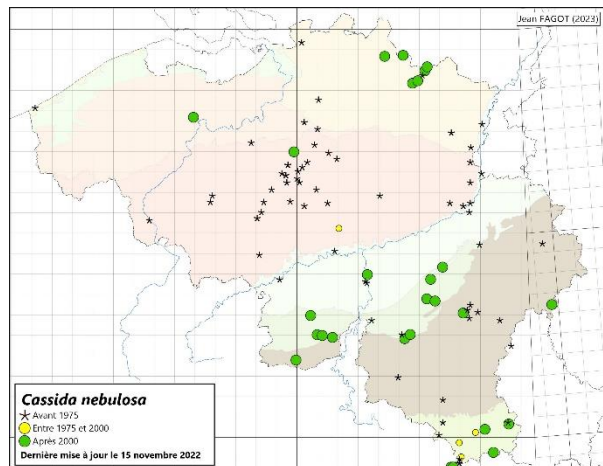 Jean FAGOT (2023)
Cassida nebulosa
Avant 1975
Entre 1975 et 2000
Après 2000
Dernière mise à jour le 15 novembre 2022